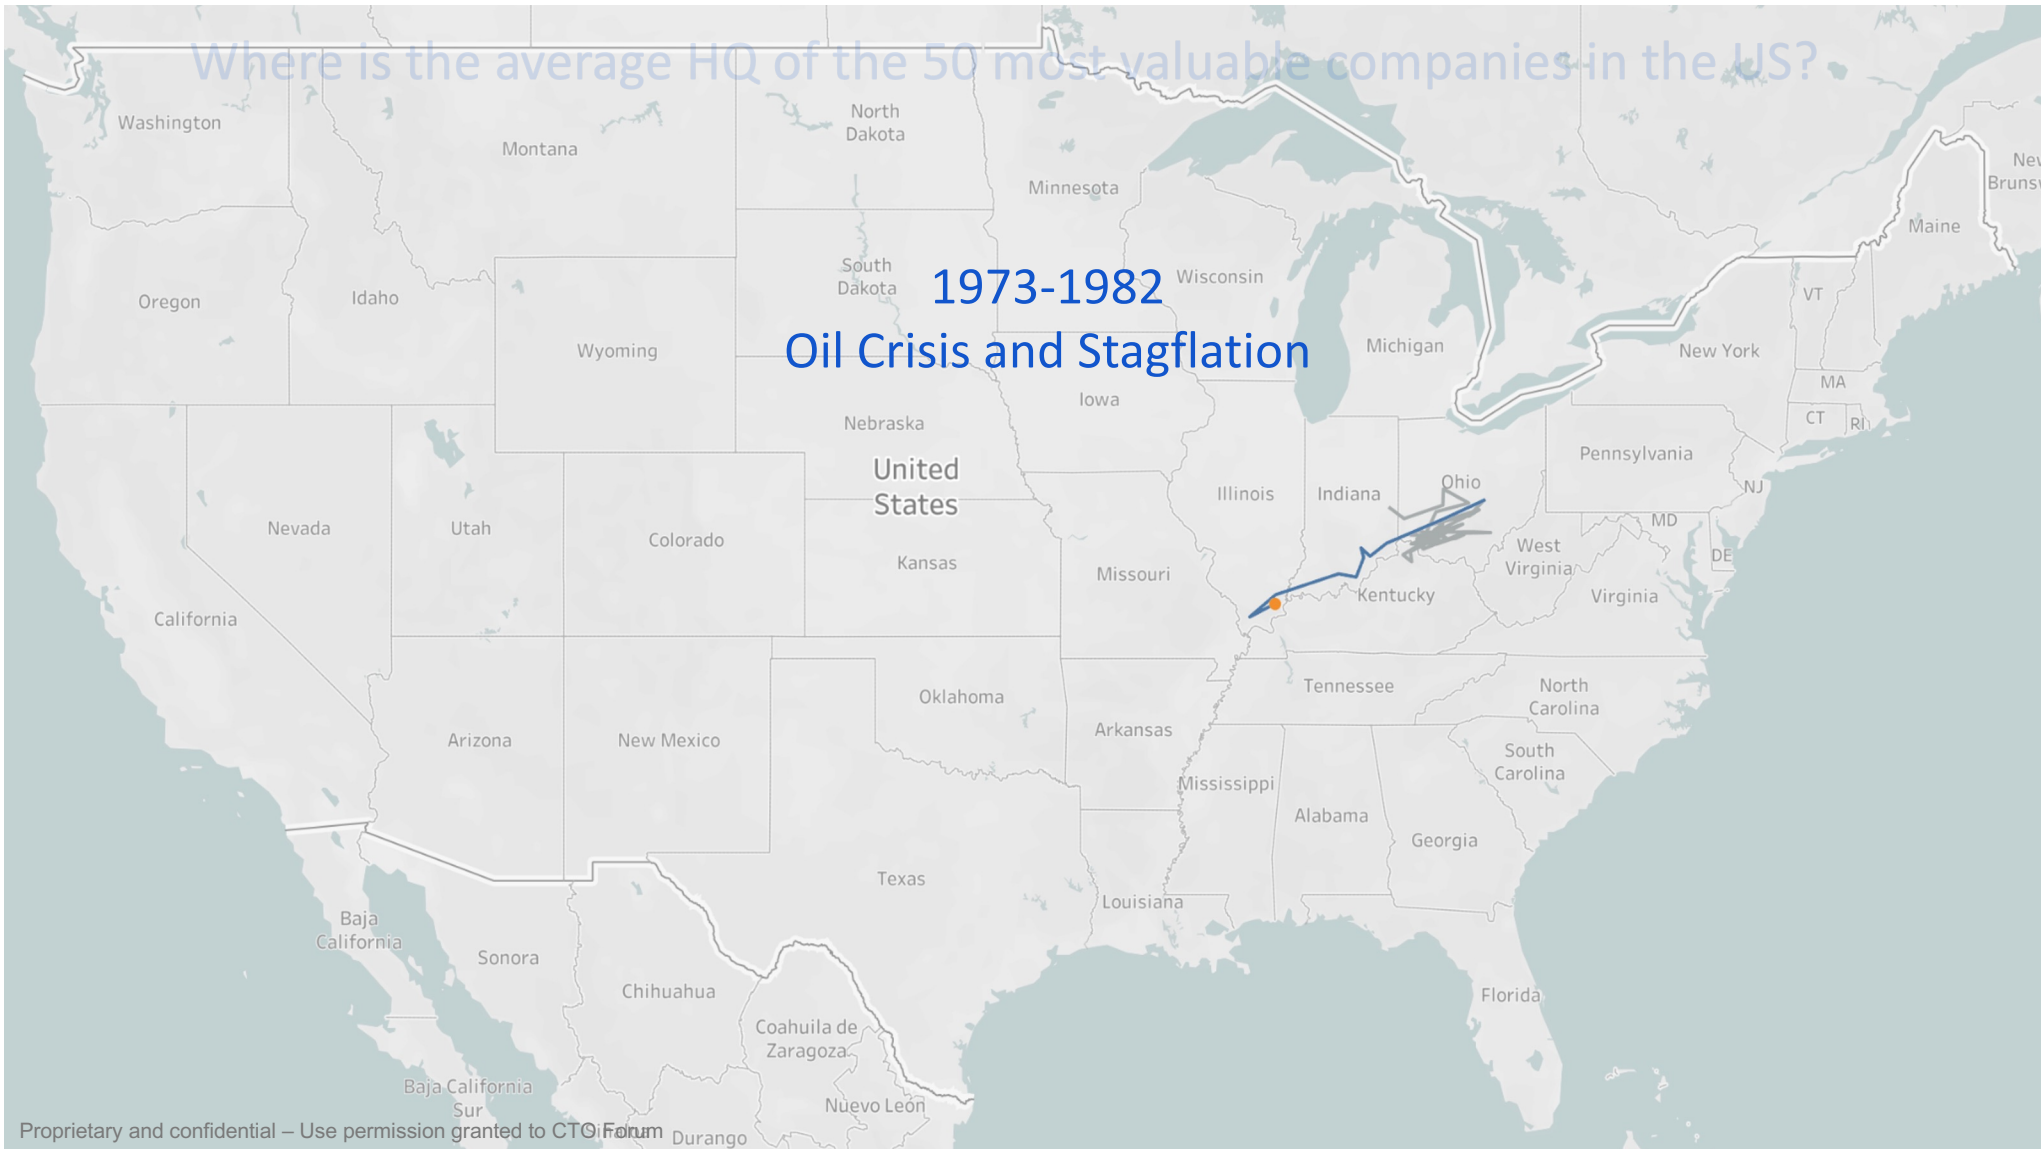 Where is the average HQ of the 50 most valuable companies in the US?
Washington
Montana
North
Dakota
Minnesota
New
Brunsw
Maine
Oregon
Idaho
South
Dakota
1973-1982
Wisconsin
VT
Wyoming
Oil Crisis and Stagflation
Michigan
New York
MA
Iowa
Nebraska
CT
RI
United
States
Pennsylvania
Illinois
Indiana
Ohio
NJ
Nevada
Utah
Colorado
MD
Kansas
Missouri
West
Virginia
DE
California
Kentucky
Virginia
Oklahoma
Tennessee
North
Carolina
Arizona
New Mexico
Arkansas
South
Carolina
Mississippi
Alabama
Georgia
Texas
Louisiana
Baja
California
Sonora
Chihuahua
Florida
Coahuila de
Zaragoza
Baja California
Sur
Nuevo León
Proprietary and confidential – Use permission granted to CTO Forum
Durango